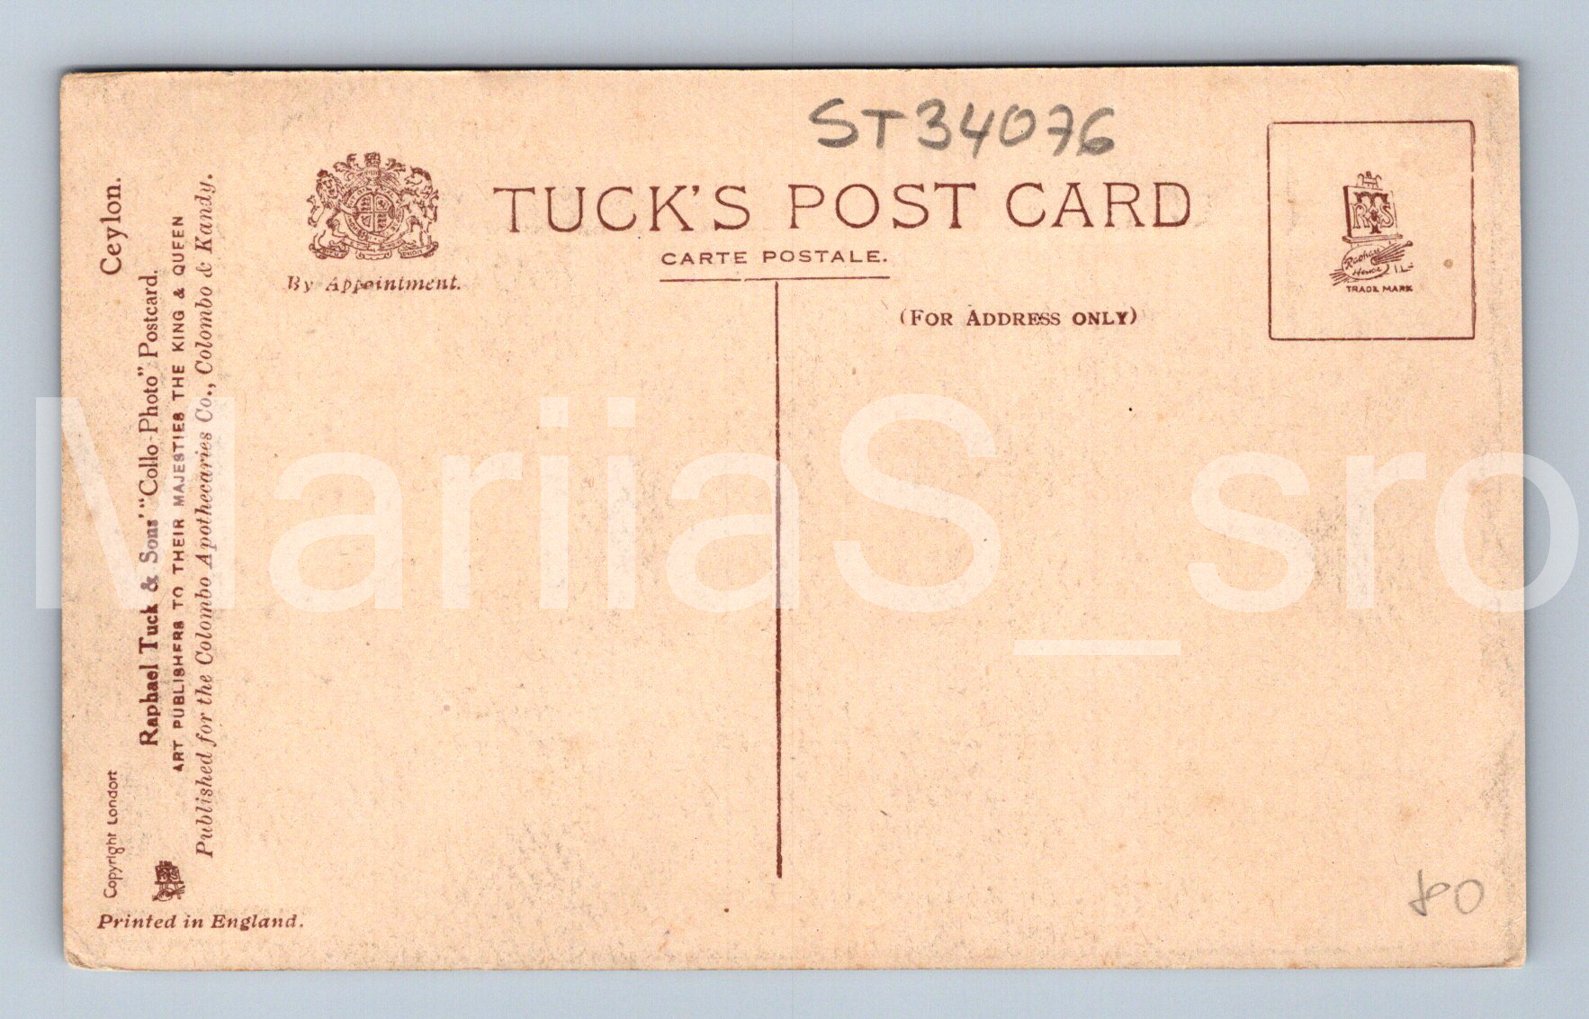 ST34076
TUCK'S POST CARD
CARTE POSTALE.
By Appointment.
(FOR ADDRESS ONLY)
TRADE MARK
Ceylon.
Raphael Tuck & Sons' "Collo-Photo" Postcard.
ART PUBLISHERS TO THEIR MAJESTIES THE KING & QUEEN
Published for the Colombo Apothecaries Co., Colombo & Kandy.
Copyright London
Printed in England.
MariiaS_sro